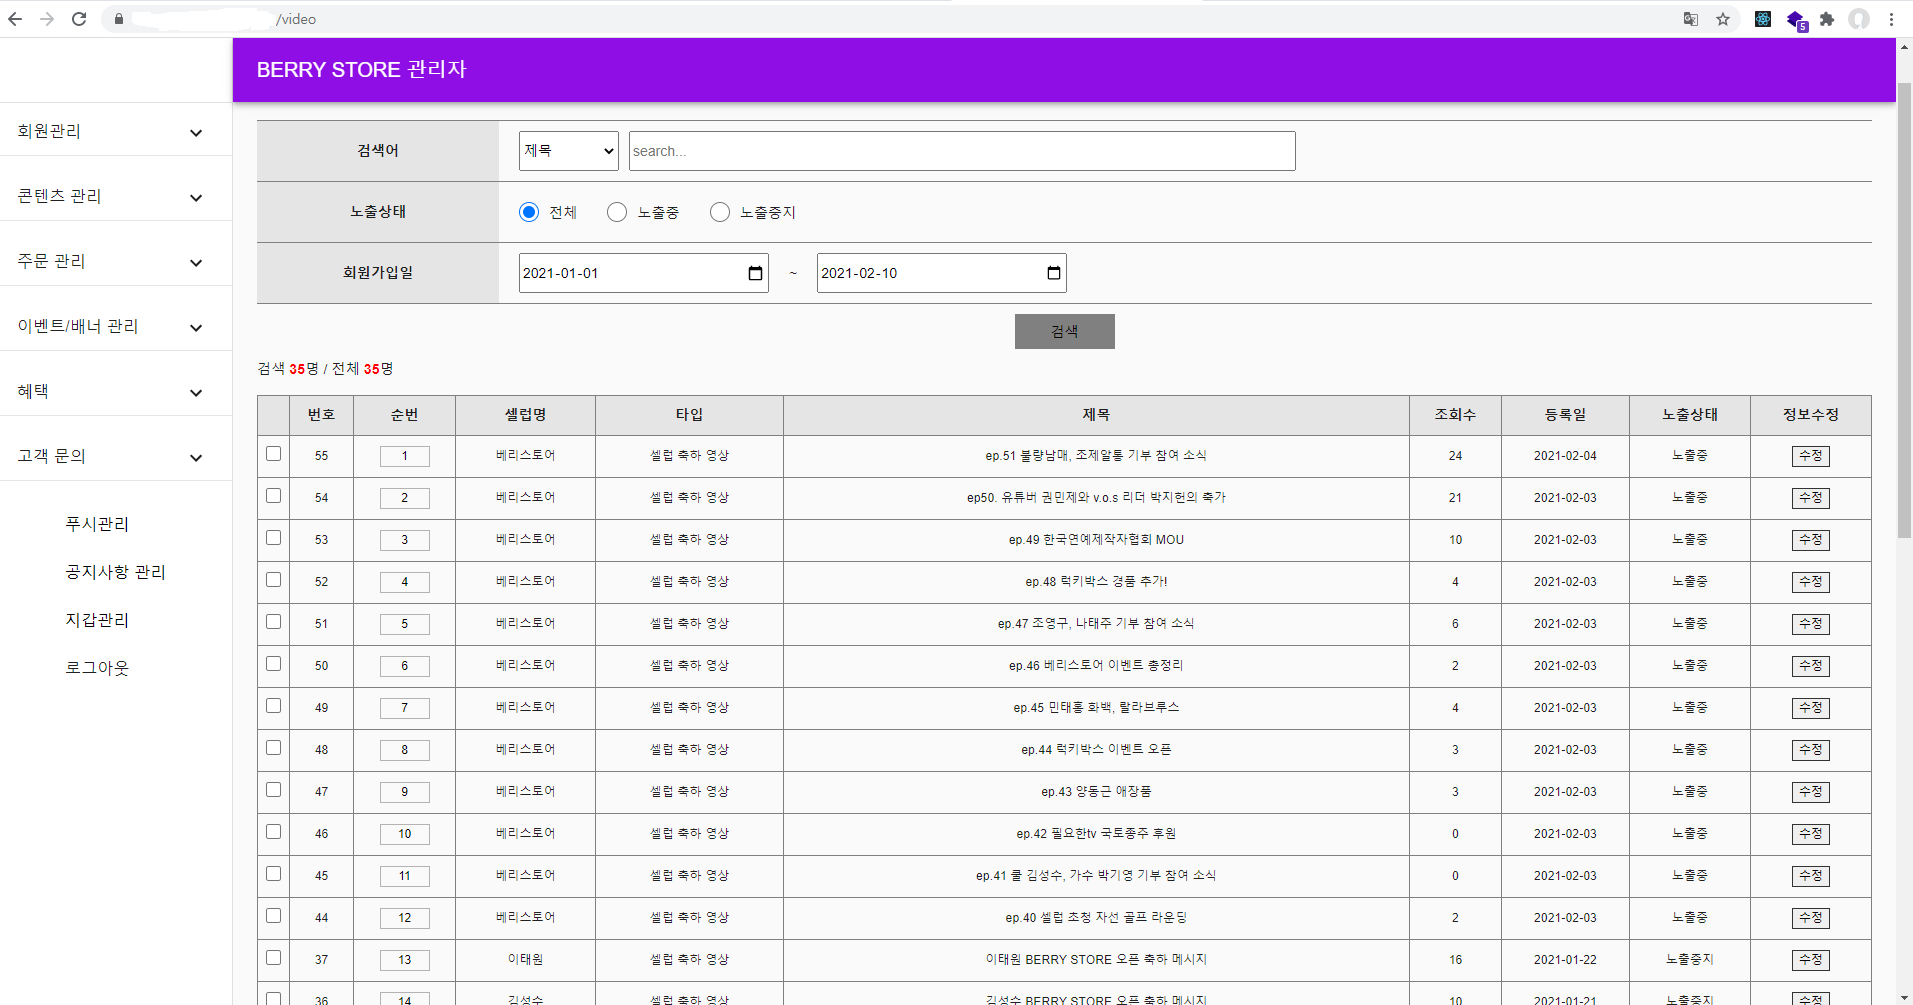 /video
5
BERRY STORE 관리자
회원관리
콘텐츠 관리
주문 관리
이벤트/배너 관리
혜택
고객 문의
푸시관리
공지사항 관리
지갑관리
로그아웃
검색어 제목 search...
노출상태 전체 노출중 노출중지
회원가입일 2021-01-01 ~ 2021-02-10
검색
검색 35명 / 전체 35명
번호 순번 셀럽명 타입 제목 조회수 등록일 노출상태 정보수정
55 1 베리스토어 셀럽 축하 영상 ep.51 불량남매, 조제알통 기부 참여 소식 24 2021-02-04 노출중 수정
54 2 베리스토어 셀럽 축하 영상 ep50. 유튜버 권민제와 v.o.s 리더 박지헌의 축가 21 2021-02-03 노출중 수정
53 3 베리스토어 셀럽 축하 영상 ep.49 한국연예제작자협회 MOU 10 2021-02-03 노출중 수정
52 4 베리스토어 셀럽 축하 영상 ep.48 럭키박스 경품 추가! 4 2021-02-03 노출중 수정
51 5 베리스토어 셀럽 축하 영상 ep.47 조영구, 나태주 기부 참여 소식 6 2021-02-03 노출중 수정
50 6 베리스토어 셀럽 축하 영상 ep.46 베리스토어 이벤트 총정리 2 2021-02-03 노출중 수정
49 7 베리스토어 셀럽 축하 영상 ep.45 민태홍 화백, 랄라브루스 4 2021-02-03 노출중 수정
48 8 베리스토어 셀럽 축하 영상 ep.44 럭키박스 이벤트 오픈 3 2021-02-03 노출중 수정
47 9 베리스토어 셀럽 축하 영상 ep.43 양동근 애장품 3 2021-02-03 노출중 수정
46 10 베리스토어 셀럽 축하 영상 ep.42 필요한tv 국토종주 후원 0 2021-02-03 노출중 수정
45 11 베리스토어 셀럽 축하 영상 ep.41 쿨 김성수, 가수 박기영 기부 참여 소식 0 2021-02-03 노출중 수정
44 12 베리스토어 셀럽 축하 영상 ep.40 셀럽 초청 자선 골프 라운딩 2 2021-02-03 노출중 수정
37 13 이태원 셀럽 축하 영상 이태원 BERRY STORE 오픈 축하 메시지 16 2021-01-22 노출중지 수정
36 14 김성수 셀럽 축하 영상 김성수 BERRY STORE 오픈 축하 메시지 10 2021-01-21 노출중지 수정